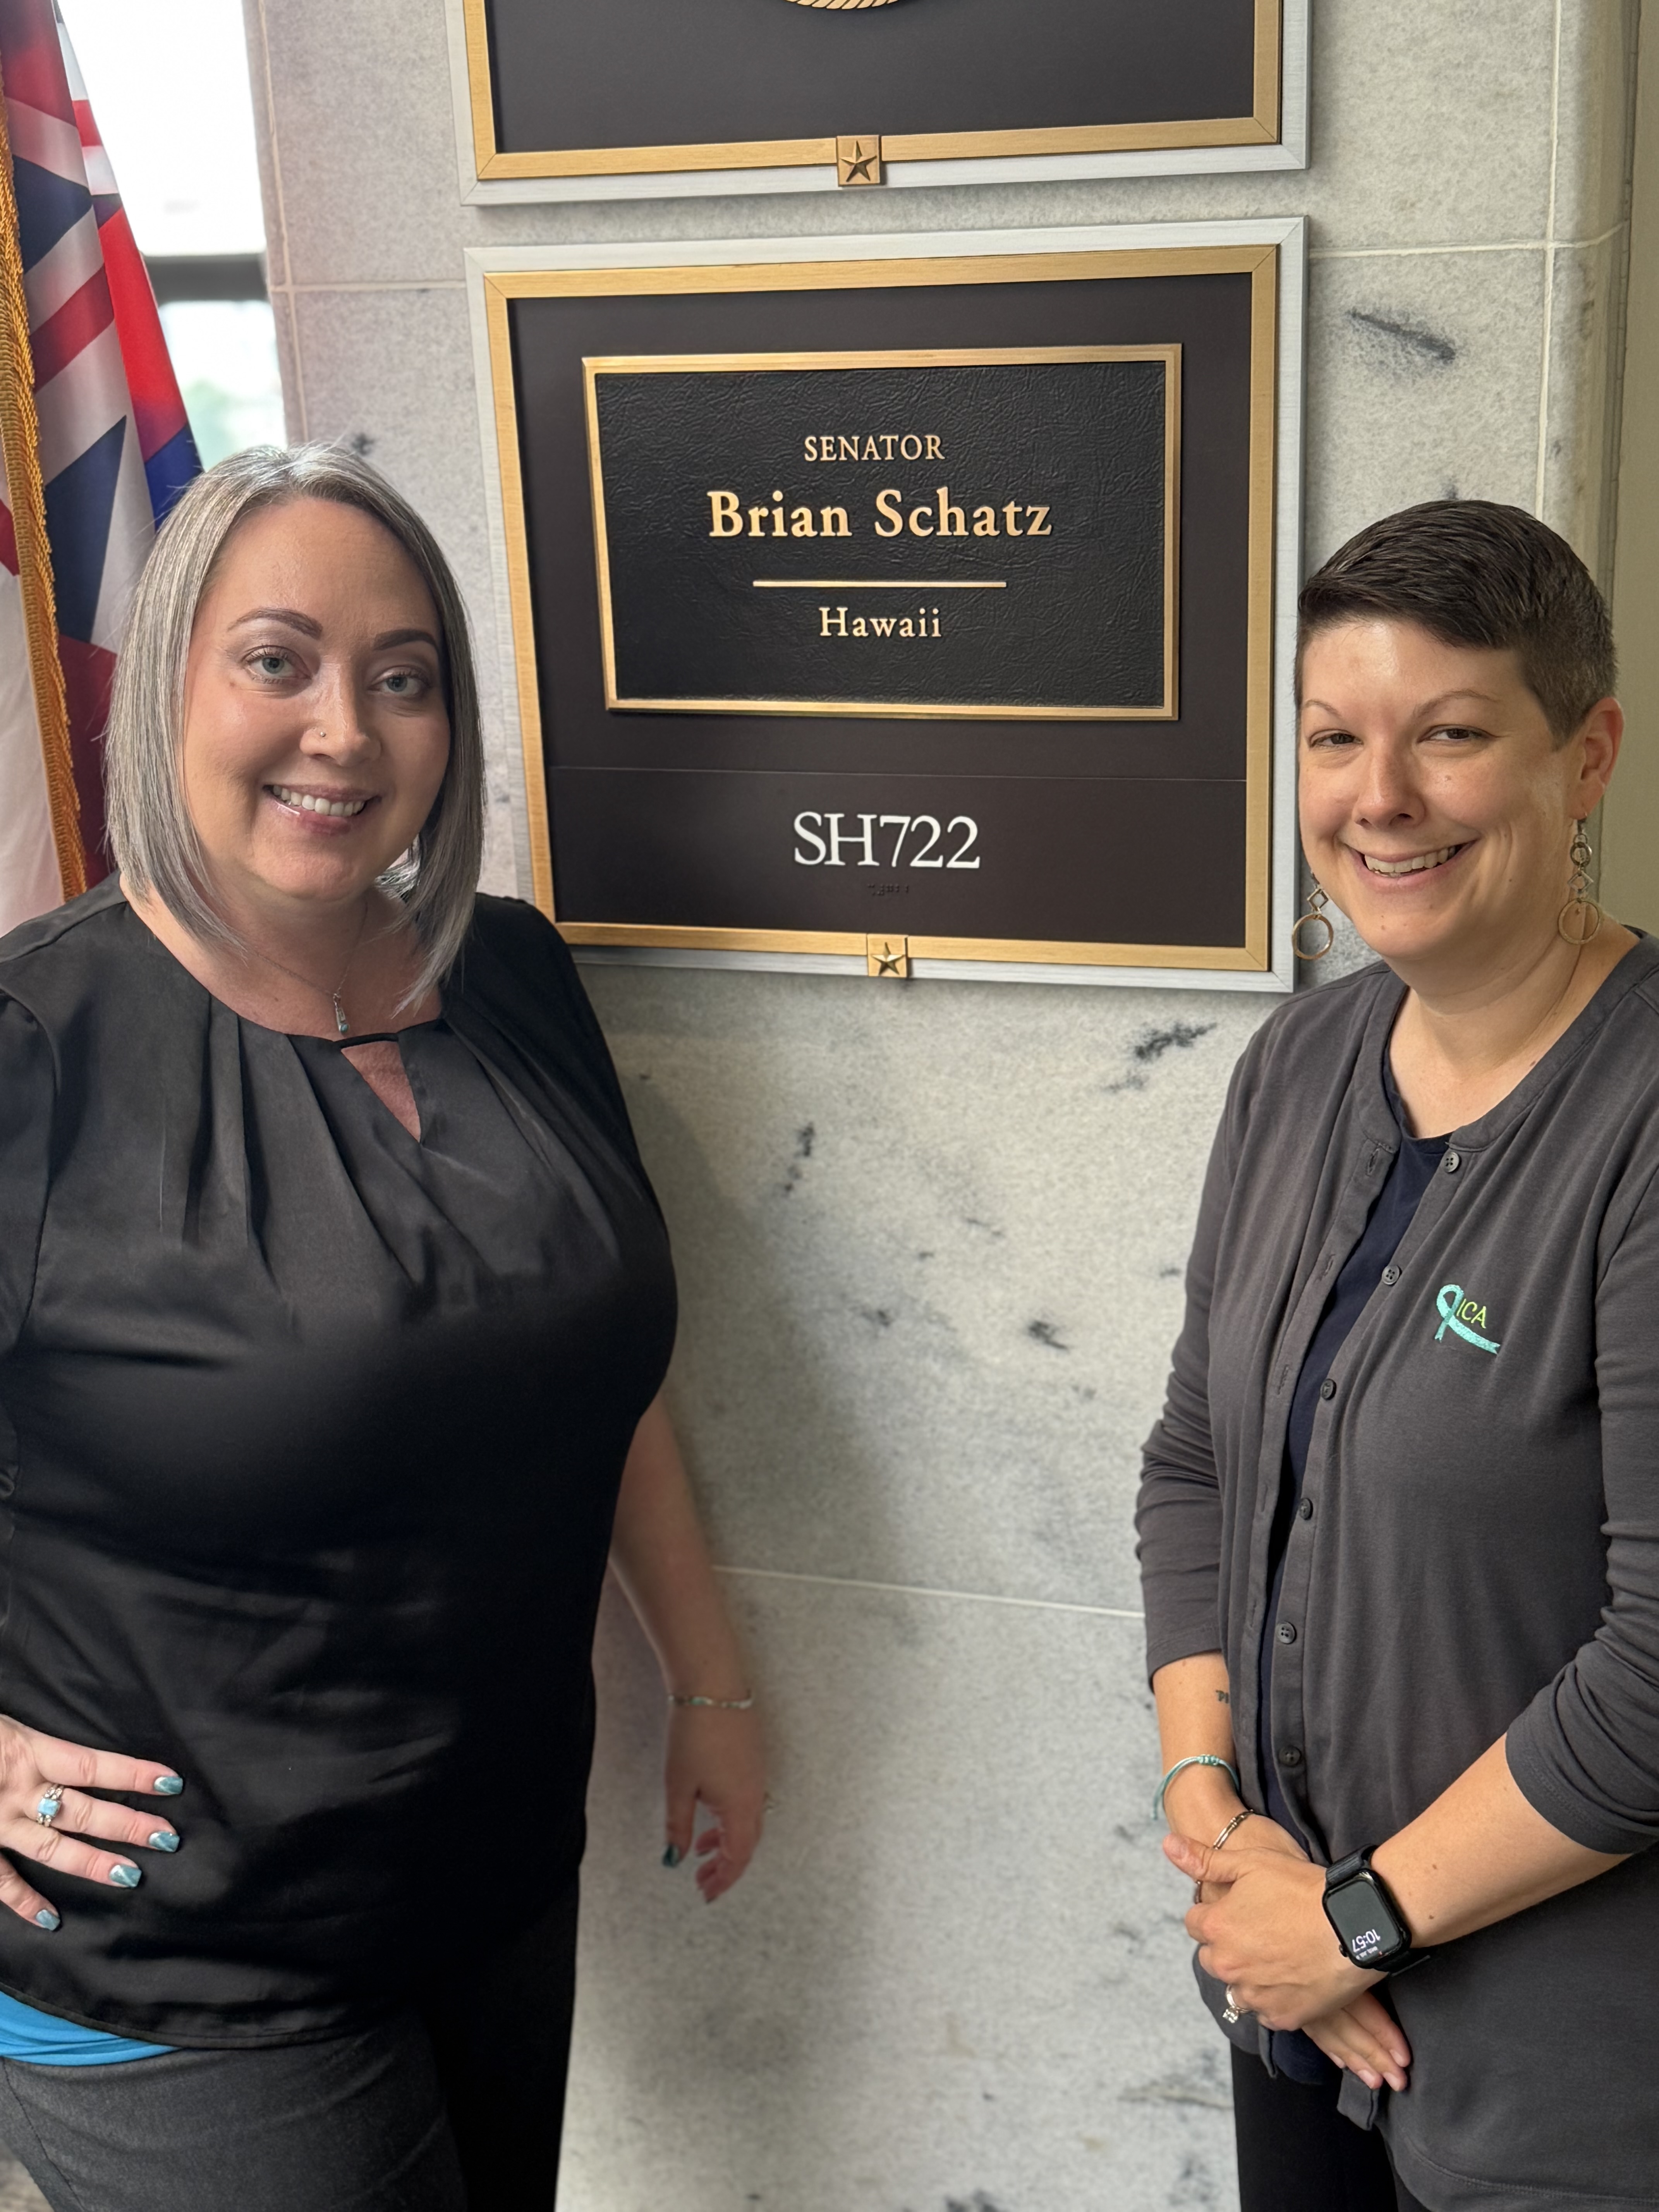 SENATOR
Brian Schatz
Hawaii
SH722
ICA
10:57